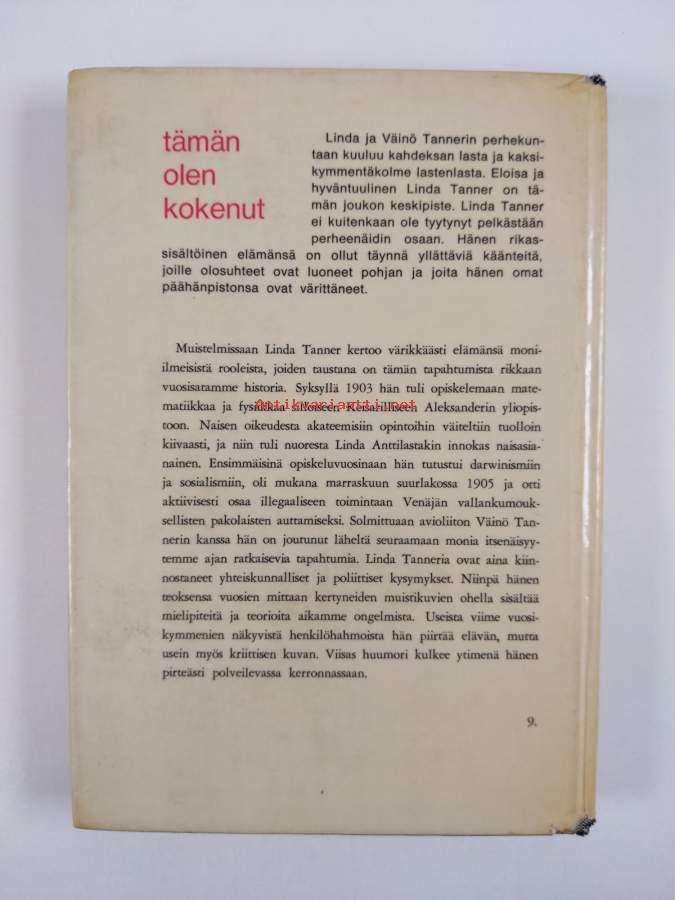 tämän
olen
kokenut
Linda ja Väinö Tannerin perhekun-
taan kuuluu kahdeksan lasta ja kaksi-
kymmentäkolme lastenlasta. Eloisa ja
hyväntuulinen Linda Tanner on tä-
män joukon keskipiste. Linda Tanner
ei kuitenkaan ole tyytynyt pelkästään
perheenäidin osaan. Hänen rikas-
sisältöinen elämänsä on ollut täynnä yllättäviä käänteitä,
joille olosuhteet ovat luoneet pohjan ja joita hänen omat
päähänpistonsa ovat värittäneet.
Muistelmissaan Linda Tanner kertoo värikkäästi elämänsä moni-
ilmeisistä rooleista, joiden taustana on tämän tapahtumista rikkaan
vuosisatamme historia. Syksyllä 1903 hän tuli opiskelemaan mate-
matiikkaa ja fysiikkaa silloiseen Keisarilliseen Aleksanderin yliopis-
Antikvariantti.net
toon. Naisen oikeudesta akateemisiin opintoihin väiteltiin tuolloin
kiivaasti, ja niin tuli nuoresta Linda Anttilastakin innokas naisasia-
nainen. Ensimmäisinä opiskeluvuosinaan hän tutustui darwinismiin
ja sosialismiin, oli mukana marraskuun suurlakossa 1905 ja otti
aktiivisesti osaa illegaaliseen toimintaan Venäjän vallankumouk-
sellisten pakolaisten auttamiseksi. Solmittuaan avioliiton Väinö Tan-
nerin kanssa hän on joutunut läheltä seuraamaan monia itsenäisyy-
temme ajan ratkaisevia tapahtumia. Linda Tanneria ovat aina kiin-
nostaneet yhteiskunnalliset ja poliittiset kysymykset. Niinpä hänen
teoksensa vuosien mittaan kertyneiden muistikuvien ohella sisältää
mielipiteitä ja teorioita aikamme ongelmista. Useista viime vuosi-
kymmenien näkyvistä henkilöhahmoista hän piirtää elävän, mutta
usein myös kriittisen kuvan. Viisas huumori kulkee ytimenä hänen
pirteästi polveilevassa kerronnassaan.
9.